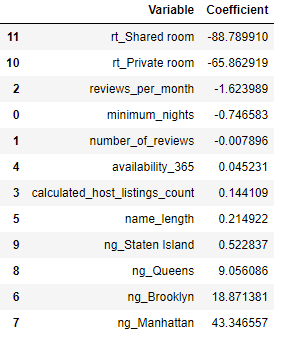 Variable Coefficient
11 rt_Shared room -88.789910
10 rt_Private room -65.862919
2 reviews_per_month -1.623989
0 minimum_nights -0.746583
1 number_of_reviews -0.007896
4 availability_365 0.045231
3 calculated_host_listings_count 0.144109
5 name_length 0.214922
9 ng_Staten Island 0.522837
8 ng_Queens 9.056086
6 ng_Brooklyn 18.871381
7 ng_Manhattan 43.346557